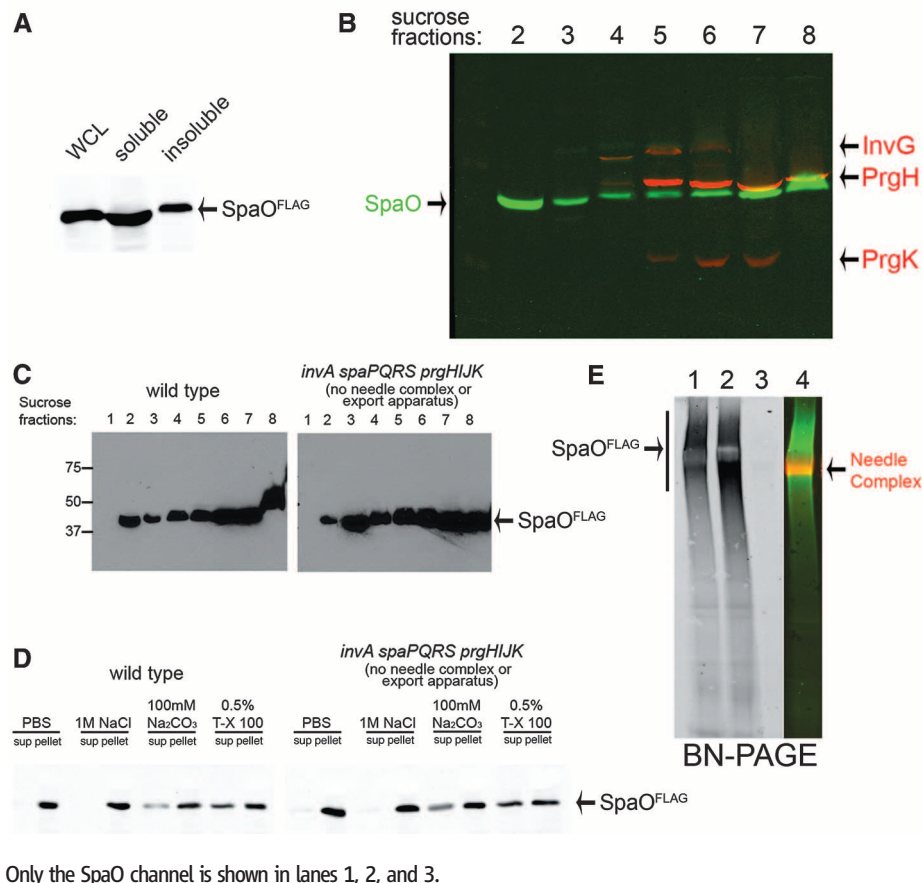 A
WCL
soluble
insoluble
←SpaOFLAG
B
sucrose
fractions: 2 3 4 5 6 7 8
←InvG
←PrgH
SpaO→
←PrgK
C
wild type
invA spaPQRS prgHIJK
(no needle complex or
export apparatus)
Sucrose
fractions: 1 2 3 4 5 6 7 8
1 2 3 4 5 6 7 8
75
50
37
←SpaOFLAG
E
1 2 3 4
SpaOFLAG→
←Needle
Complex
BN-PAGE
D
wild type
invA spaPQRS prgHIJK
(no needle complex or
export apparatus)
PBS 1M NaCl 100mM Na2CO3 0.5% T-X 100
sup pellet sup pellet sup pellet sup pellet
PBS 1M NaCl 100mM Na2CO3 0.5% T-X 100
sup pellet sup pellet sup pellet sup pellet
←SpaOFLAG
Only the SpaO channel is shown in lanes 1, 2, and 3.